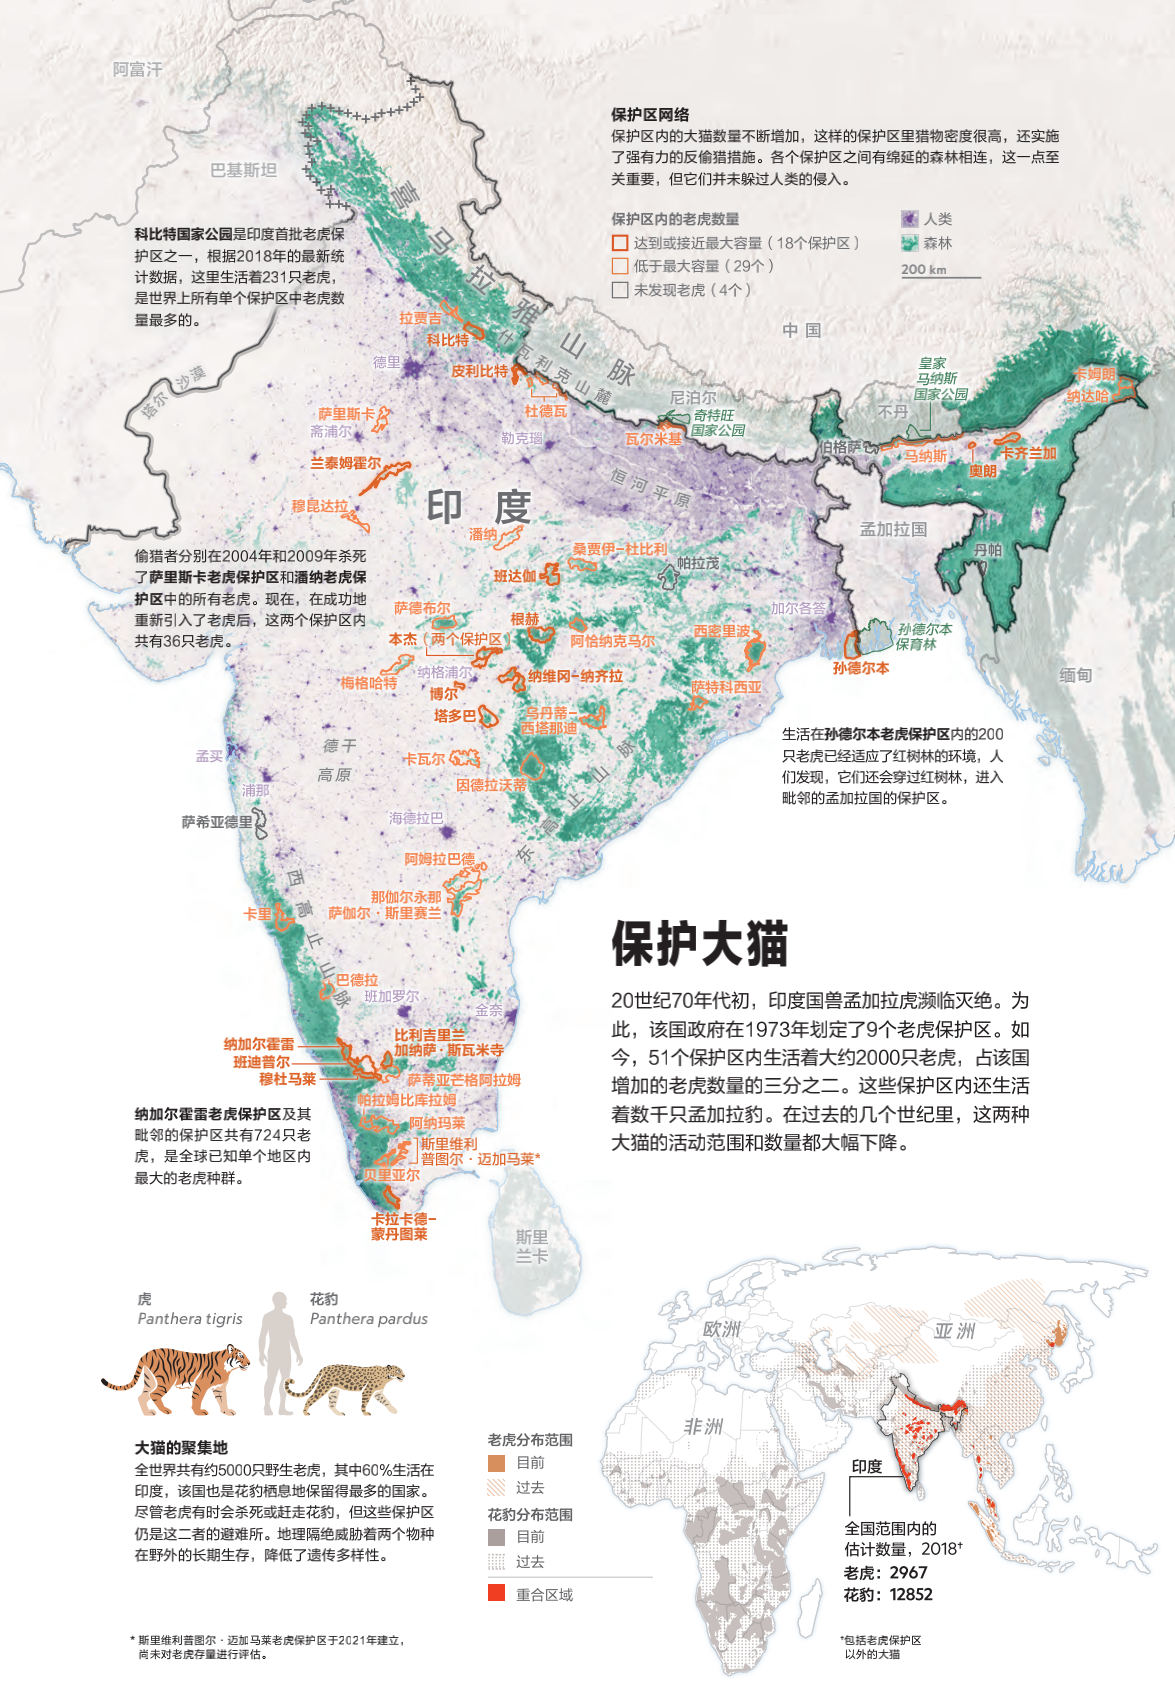 阿富汗
巴基斯坦
喜马拉雅山脉
保护区网络
保护区内的大猫数量不断增加，这样的保护区里猎物密度很高，还实施
了强有力的反偷猎措施。各个保护区之间有绵延的森林相连，这一点至
关重要，但它们并未躲过人类的侵入。
保护区内的老虎数量
达到或接近最大容量（18个保护区）
低于最大容量（29个）
未发现老虎（4个）
人类
森林
200 km
科比特国家公园是印度首批老虎保
护区之一，根据2018年的最新统
计数据，这里生活着231只老虎，
是世界上所有单个保护区中老虎数
量最多的。
拉贾吉
科比特
什瓦利克山麓
中国
德里
皮利比特
塔尔沙漠
杜德瓦
尼泊尔
奇特旺
国家公园
皇家
马纳斯
国家公园
不丹
卡姆朗
纳达哈
萨里斯卡
斋浦尔
勒克瑙
瓦尔米基
伯格萨
马纳斯
奥朗
卡齐兰加
兰泰姆霍尔
恒河平原
印度
穆昆达拉
潘纳
孟加拉国
丹帕
偷猎者分别在2004年和2009年杀死
了萨里斯卡老虎保护区和潘纳老虎保
护区中的所有老虎。现在，在成功地
重新引入了老虎后，这两个保护区内
共有36只老虎。
桑贾伊-杜比利
班达伽
帕拉茂
加尔各答
萨德布尔
根赫
阿恰纳克马尔
西密里波
孙德尔本
保育林
本杰（两个保护区）
孙德尔本
梅格哈特
纳格浦尔
纳维冈-纳齐拉
缅甸
博尔
萨特科西亚
塔多巴
乌丹蒂-
西塔那迪
生活在孙德尔本老虎保护区内的200
只老虎已经适应了红树林的环境，人
们发现，它们还会穿过红树林，进入
毗邻的孟加拉国的保护区。
孟买
德干
高原
卡瓦尔
因德拉沃蒂
东高止山脉
浦那
萨希亚德里
海德拉巴
阿姆拉巴德
那伽尔永那
萨伽尔·斯里赛兰
西高止山脉
卡里
保护大猫
20世纪70年代初，印度国兽孟加拉虎濒临灭绝。为
此，该国政府在1973年划定了9个老虎保护区。如
今，51个保护区内生活着大约2000只老虎，占该国
增加的老虎数量的三分之二。这些保护区内还生活
着数千只孟加拉豹。在过去的几个世纪里，这两种
大猫的活动范围和数量都大幅下降。
巴德拉
班加罗尔
金奈
纳加尔霍雷
班迪普尔
穆杜马莱
比利吉里兰
加纳萨·斯瓦米寺
萨蒂亚芒格阿拉姆
帕拉姆比库拉姆
阿纳玛莱
纳加尔霍雷老虎保护区及其
毗邻的保护区共有724只老
虎，是全球已知单个地区内
最大的老虎种群。
斯里维利
普图尔·迈加马莱*
贝里亚尔
卡拉卡德-
蒙丹图莱
斯里
兰卡
虎
Panthera tigris
花豹
Panthera pardus
大猫的聚集地
全世界共有约5000只野生老虎，其中60%生活在
印度，该国也是花豹栖息地保留得最多的国家。
尽管老虎有时会杀死或赶走花豹，但这些保护区
仍是这二者的避难所。地理隔绝威胁着两个物种
在野外的长期生存，降低了遗传多样性。
老虎分布范围
目前
过去
花豹分布范围
目前
过去
重合区域
欧洲
亚洲
非洲
印度
全国范围内的
估计数量，2018†
老虎：2967
花豹：12852
* 斯里维利普图尔·迈加马莱老虎保护区于2021年建立，
尚未对老虎存量进行评估。
†包括老虎保护区
以外的大猫